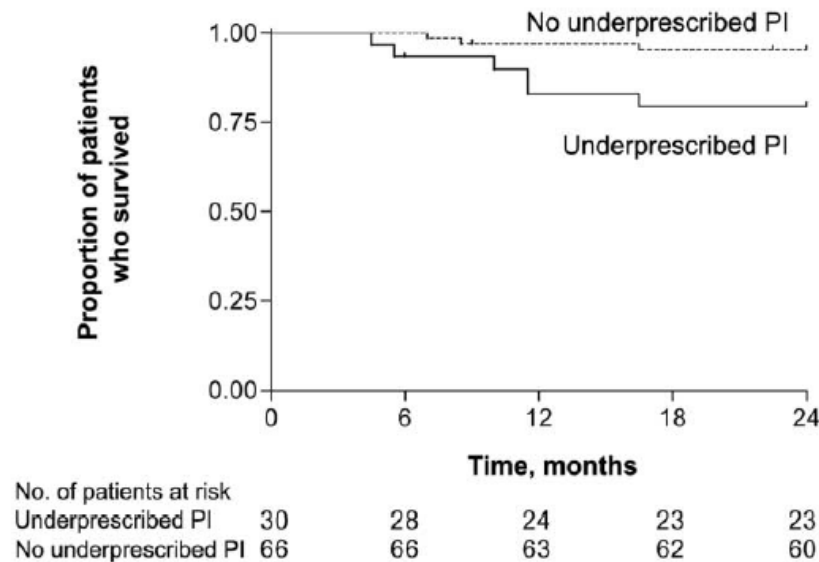 No underprescribed PI
1.00
0.75
Underprescribed PI
0.50
0.25
0.00
Proportion of patients
who survived
0 6 12 18 24
Time, months
No. of patients at risk
Underprescribed PI 30 28 24 23 23
No underprescribed PI 66 66 63 62 60